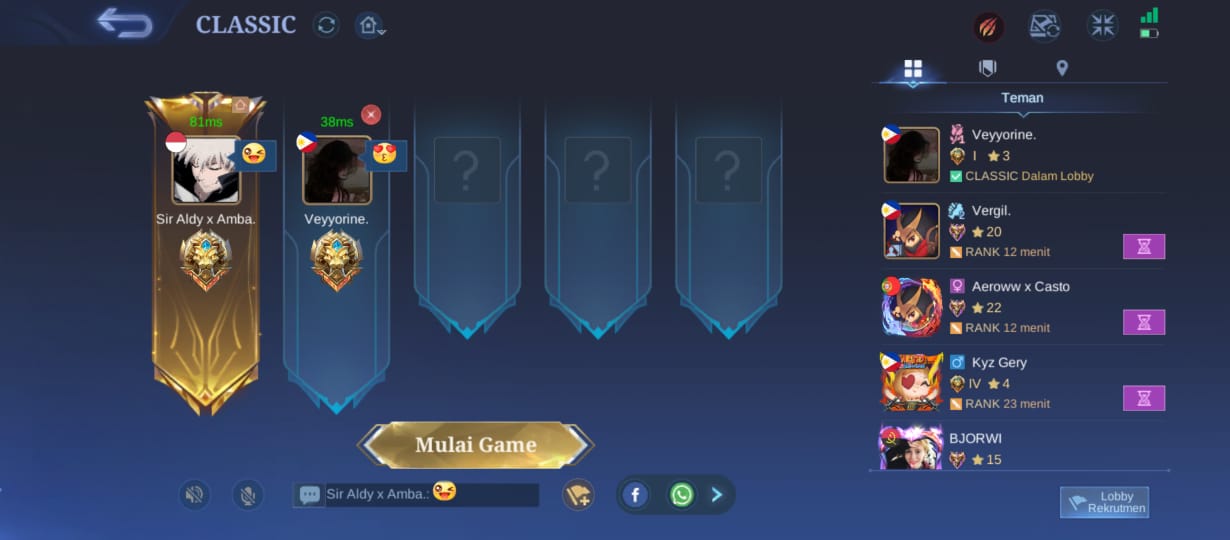 CLASSIC
81ms
38ms
Sir Aldy x Amba.
Veyyorine.
?
?
?
Mulai Game
Sir Aldy x Amba.:
Teman
Veyyorine.
I 3
CLASSIC Dalam Lobby
Vergil.
20
RANK 12 menit
Aeroww x Casto
22
RANK 12 menit
Kyz Gery
IV 4
RANK 23 menit
BJORWI
15
Lobby
Rekrutmen